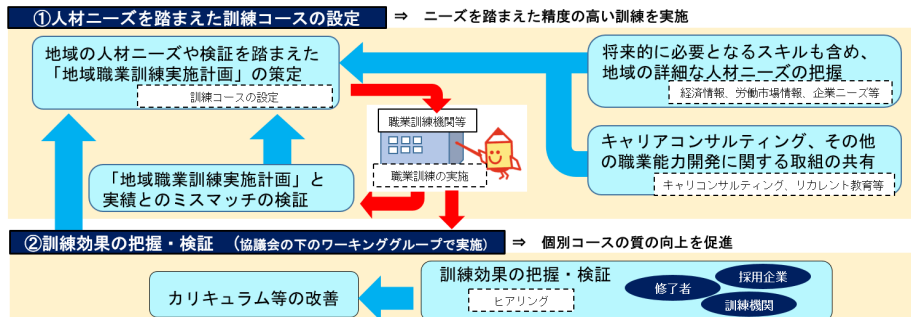 ①人材ニーズを踏まえた訓練コースの設定
⇒ ニーズを踏まえた精度の高い訓練を実施
地域の人材ニーズや検証を踏まえた
「地域職業訓練実施計画」の策定
訓練コースの設定
将来的に必要となるスキルも含め、
地域の詳細な人材ニーズの把握
経済情報、労働市場情報、企業ニーズ等
職業訓練機関等
職業訓練の実施
キャリアコンサルティング、その他
の職業能力開発に関する取組の共有
キャリコンサルティング、リカレント教育等
「地域職業訓練実施計画」と
実績とのミスマッチの検証
②訓練効果の把握・検証 (協議会の下のワーキンググループで実施)
⇒ 個別コースの質の向上を促進
カリキュラム等の改善
訓練効果の把握・検証
ヒアリング
修了者
採用企業
訓練機関